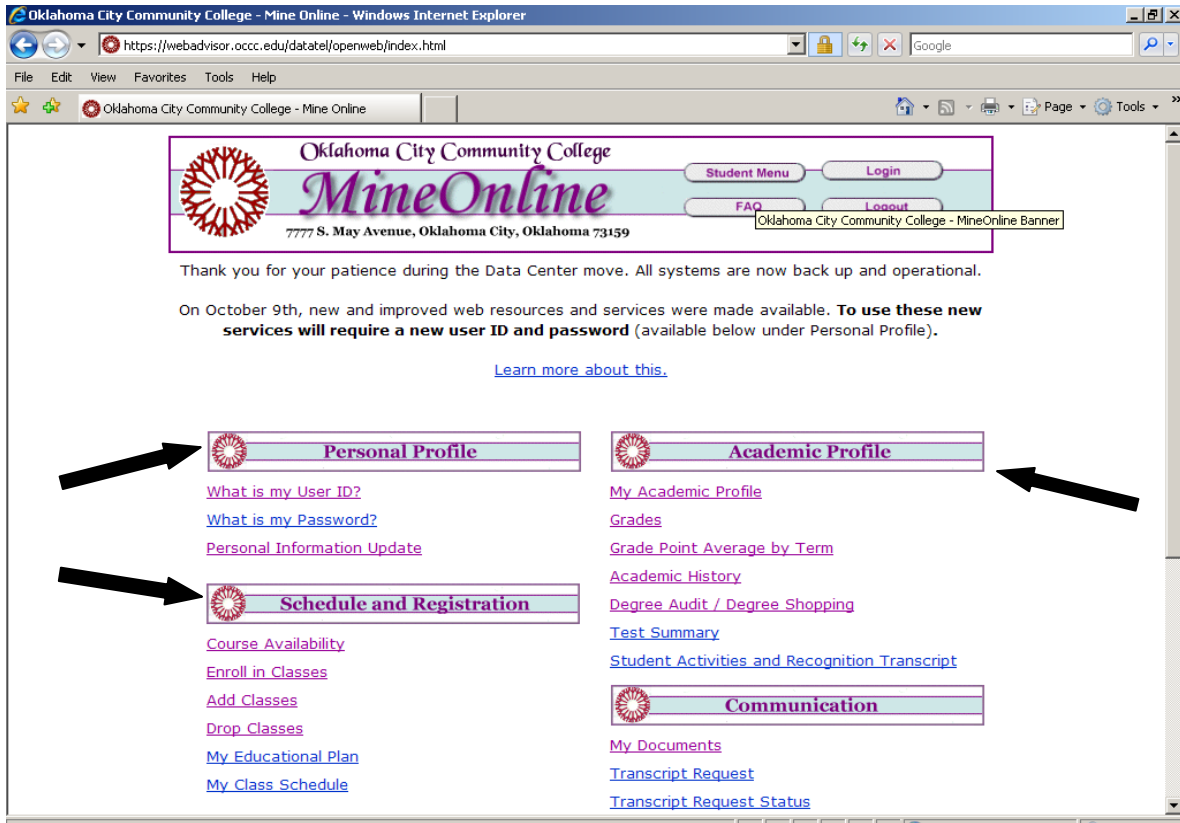 Oklahoma City Community College - Mine Online - Windows Internet Explorer
https://webadvisor.occc.edu/datatel/openweb/index.html
Google
File Edit View Favorites Tools Help
Oklahoma City Community College - Mine Online
Page Tools »
Oklahoma City Community College
MineOnline
7777 S. May Avenue, Oklahoma City, Oklahoma 73159
Student Menu Login
FAQ Logout
Oklahoma City Community College - MineOnline Banner
Thank you for your patience during the Data Center move. All systems are now back up and operational.
On October 9th, new and improved web resources and services were made available. To use these new
services will require a new user ID and password (available below under Personal Profile).
Learn more about this.
Personal Profile
What is my User ID?
What is my Password?
Personal Information Update
Schedule and Registration
Course Availability
Enroll in Classes
Add Classes
Drop Classes
My Educational Plan
My Class Schedule
Academic Profile
My Academic Profile
Grades
Grade Point Average by Term
Academic History
Degree Audit / Degree Shopping
Test Summary
Student Activities and Recognition Transcript
Communication
My Documents
Transcript Request
Transcript Request Status